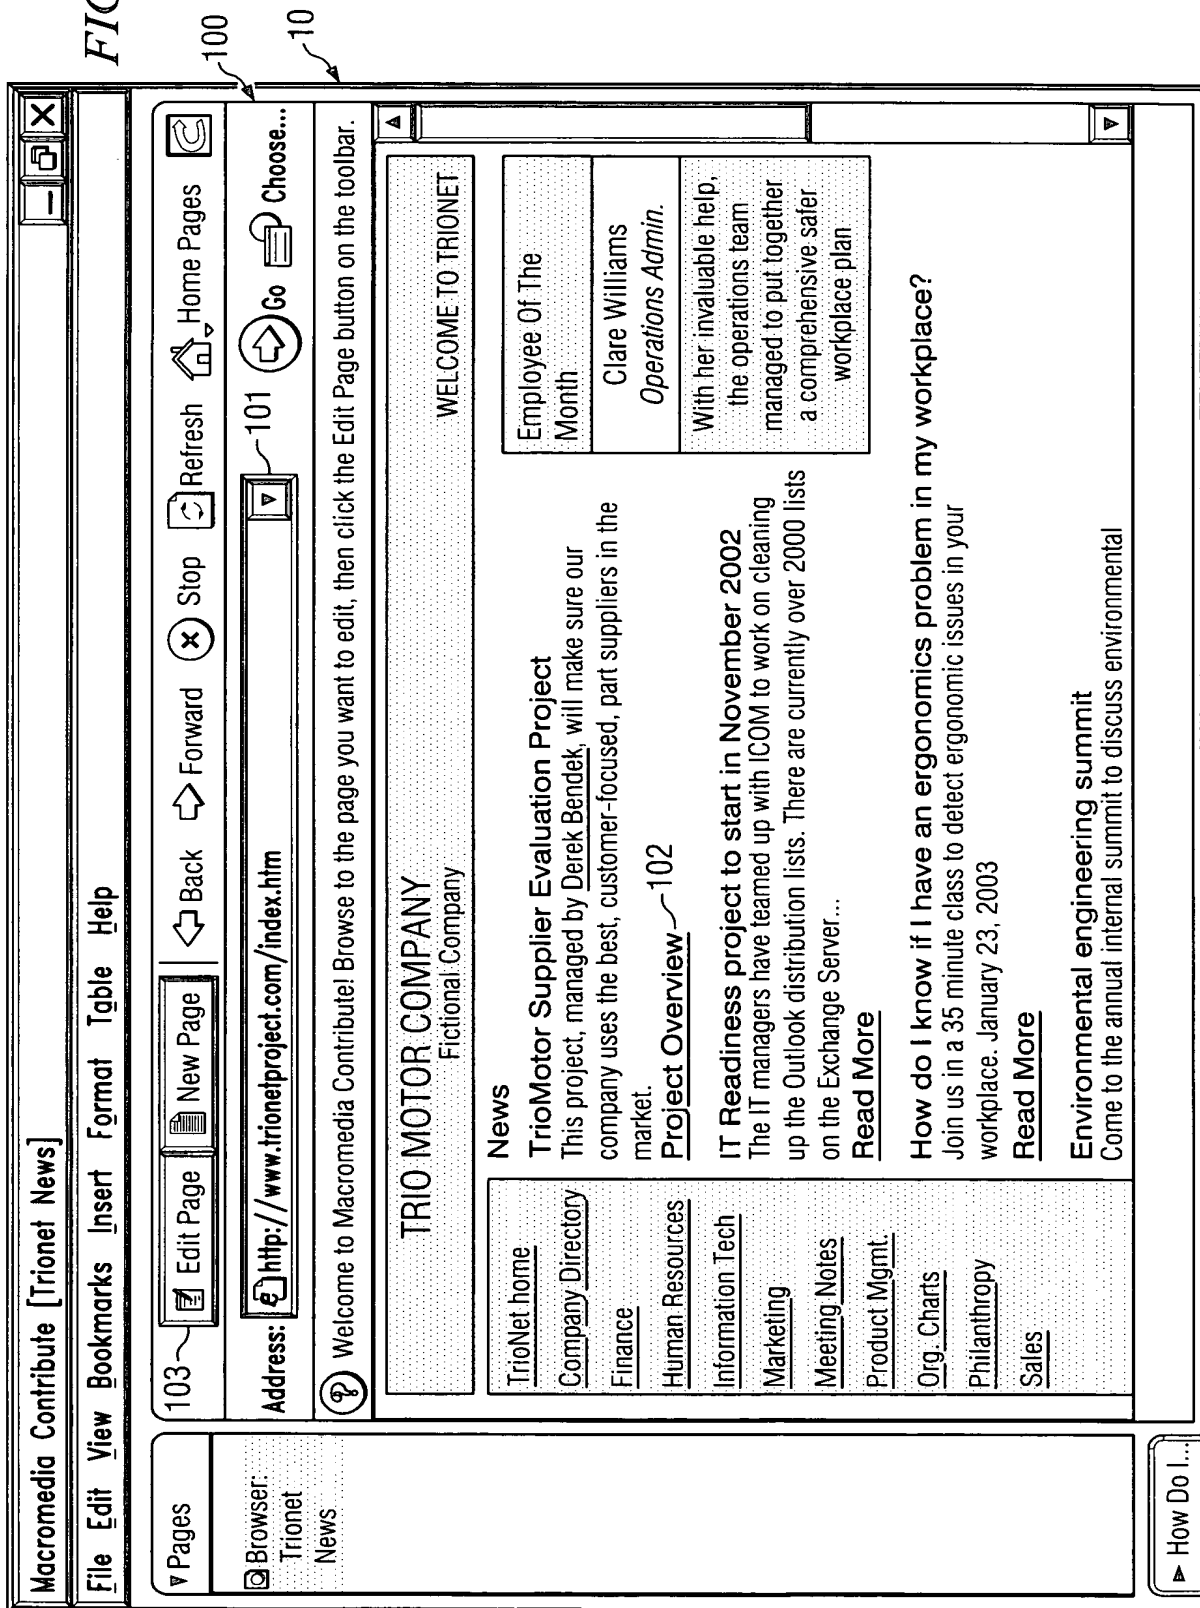 FIG
Macromedia Contribute [Trionet News]
File Edit View Bookmarks Insert Format Table Help
Pages
Browser:
Trionet
News
How Do I...
103
Edit Page New Page Back Forward Stop Refresh Home Pages
100
10
Address: http://www.trionetproject.com/index.htm 101 Go Choose...
Welcome to Macromedia Contribute! Browse to the page you want to edit, then click the Edit Page button on the toolbar.
TRIO MOTOR COMPANY
Fictional Company
WELCOME TO TRIONET
TrioNet home
Company Directory
Finance
Human Resources
Information Tech
Marketing
Meeting Notes
Product Mgmt.
Org. Charts
Philanthropy
Sales
News
TrioMotor Supplier Evaluation Project
This project, managed by Derek Bendek, will make sure our
company uses the best, customer-focused, part suppliers in the
market.
Project Overview 102
IT Readiness project to start in November 2002
The IT managers have teamed up with ICOM to work on cleaning
up the Outlook distribution lists. There are currently over 2000 lists
on the Exchange Server...
Read More
How do I know if I have an ergonomics problem in my workplace?
Join us in a 35 minute class to detect ergonomic issues in your
workplace. January 23, 2003
Read More
Environmental engineering summit
Come to the annual internal summit to discuss environmental
Employee Of The
Month
Clare Williams
Operations Admin.
With her invaluable help,
the operations team
managed to put together
a comprehensive safer
workplace plan